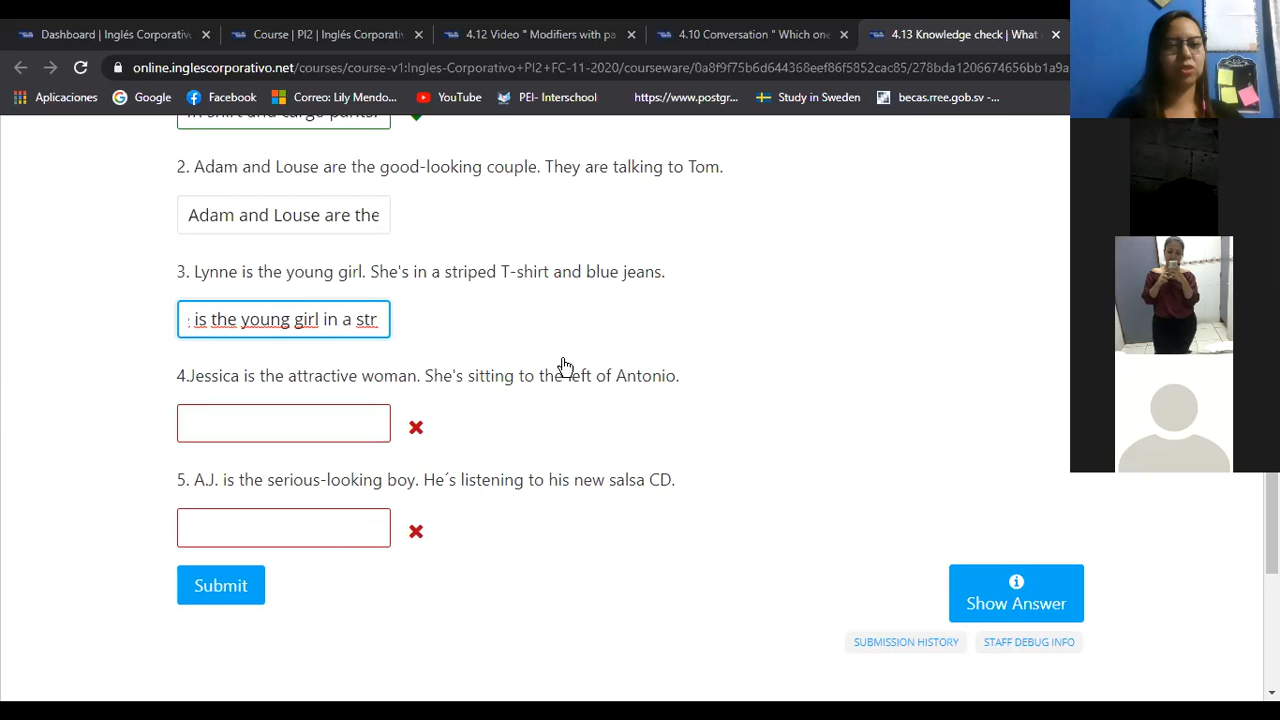 Dashboard | Inglés Corporativ
Course | PI2 | Inglés Corporati
4.12 Video " Modifiers with pa
4.10 Conversation " Which one
4.13 Knowledge check | What
online.inglescorporativo.net/courses/course-v1:Ingles-Corporativo+PI2+TC-11-2020/courseware/0a8f9f75b6d6443f9eef86f5852cac85/278bda1206674656bb1a9a
Aplicaciones
Google
Facebook
Correo: Lily Mendo...
YouTube
PEI- Interschool
https://www.postgr...
Study in Sweden
becas.rree.gob.sv –...
m shirt and cargo pants.
2. Adam and Louse are the good-looking couple. They are talking to Tom.
Adam and Louse are the
3. Lynne is the young girl. She's in a striped T-shirt and blue jeans.
is the young girl in a str
4.Jessica is the attractive woman. She's sitting to the left of Antonio.
5. A.J. is the serious-looking boy. He´s listening to his new salsa CD.
Submit
Show Answer
SUBMISSION HISTORY
STAFF DEBUG INFO